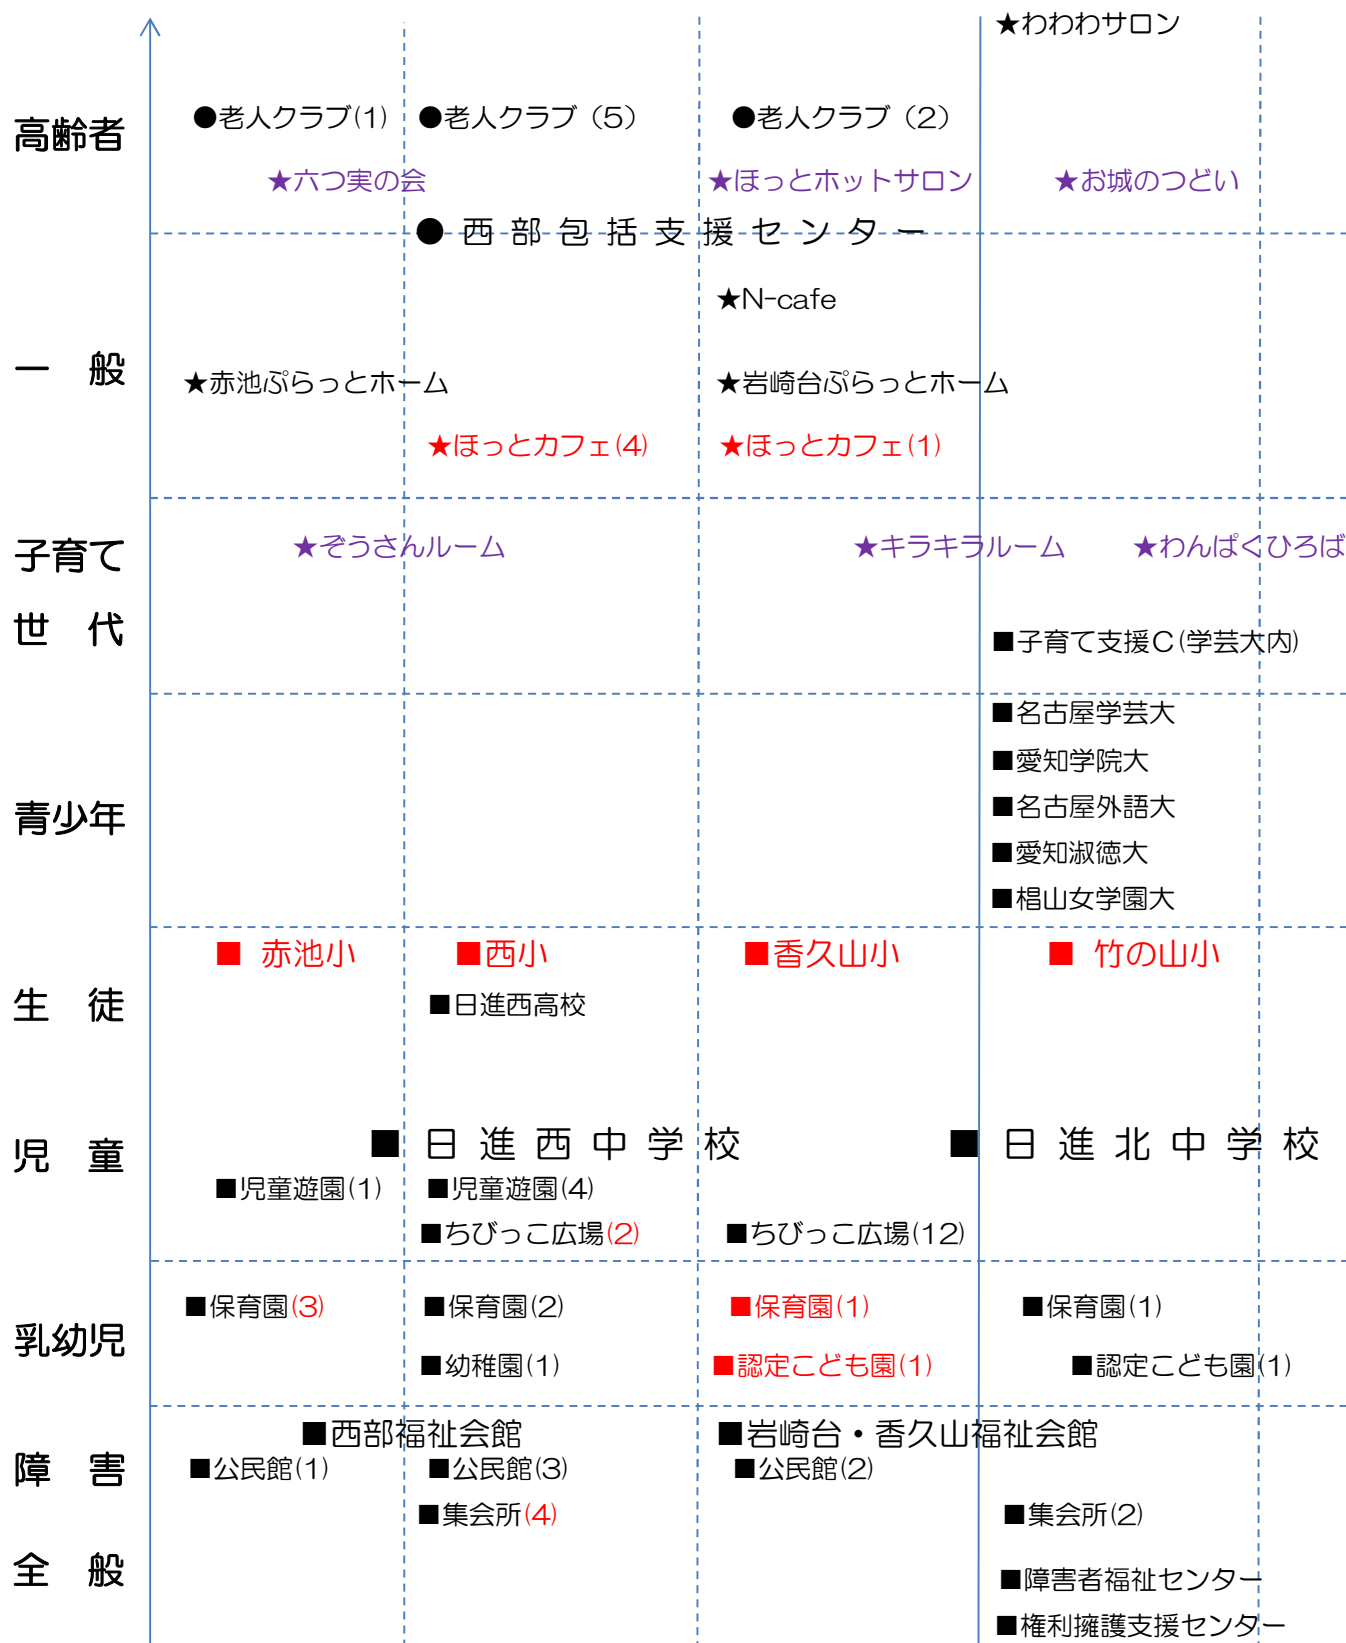 ★わわわサロン
高齢者
●老人クラブ(1) ●老人クラブ（5） ●老人クラブ（2）
★六つ実の会 ★ほっとホットサロン ★お城のつどい
●西部包括支援センター
★N-cafe
一　般
★赤池ぷらっとホーム ★岩崎台ぷらっとホーム
★ほっとカフェ(4) ★ほっとカフェ(1)
子育て
★ぞうさんルーム ★キラキラルーム ★わんぱくひろば
世　代
■子育て支援C(学芸大内)
■名古屋学芸大
■愛知学院大
青少年
■名古屋外語大
■愛知淑徳大
■椙山女学園大
■ 赤池小 ■西小 ■香久山小 ■ 竹の山小
生　徒
■日進西高校
児　童
■日進西中学校 ■日進北中学校
■児童遊園(1) ■児童遊園(4)
■ちびっこ広場(2) ■ちびっこ広場(12)
■保育園(3) ■保育園(2) ■保育園(1) ■保育園(1)
乳幼児
■幼稚園(1) ■認定こども園(1) ■認定こども園(1)
■西部福祉会館 ■岩崎台・香久山福祉会館
障　害
■公民館(1) ■公民館(3) ■公民館(2)
■集会所(4) ■集会所(2)
全　般
■障害者福祉センター
■権利擁護支援センター